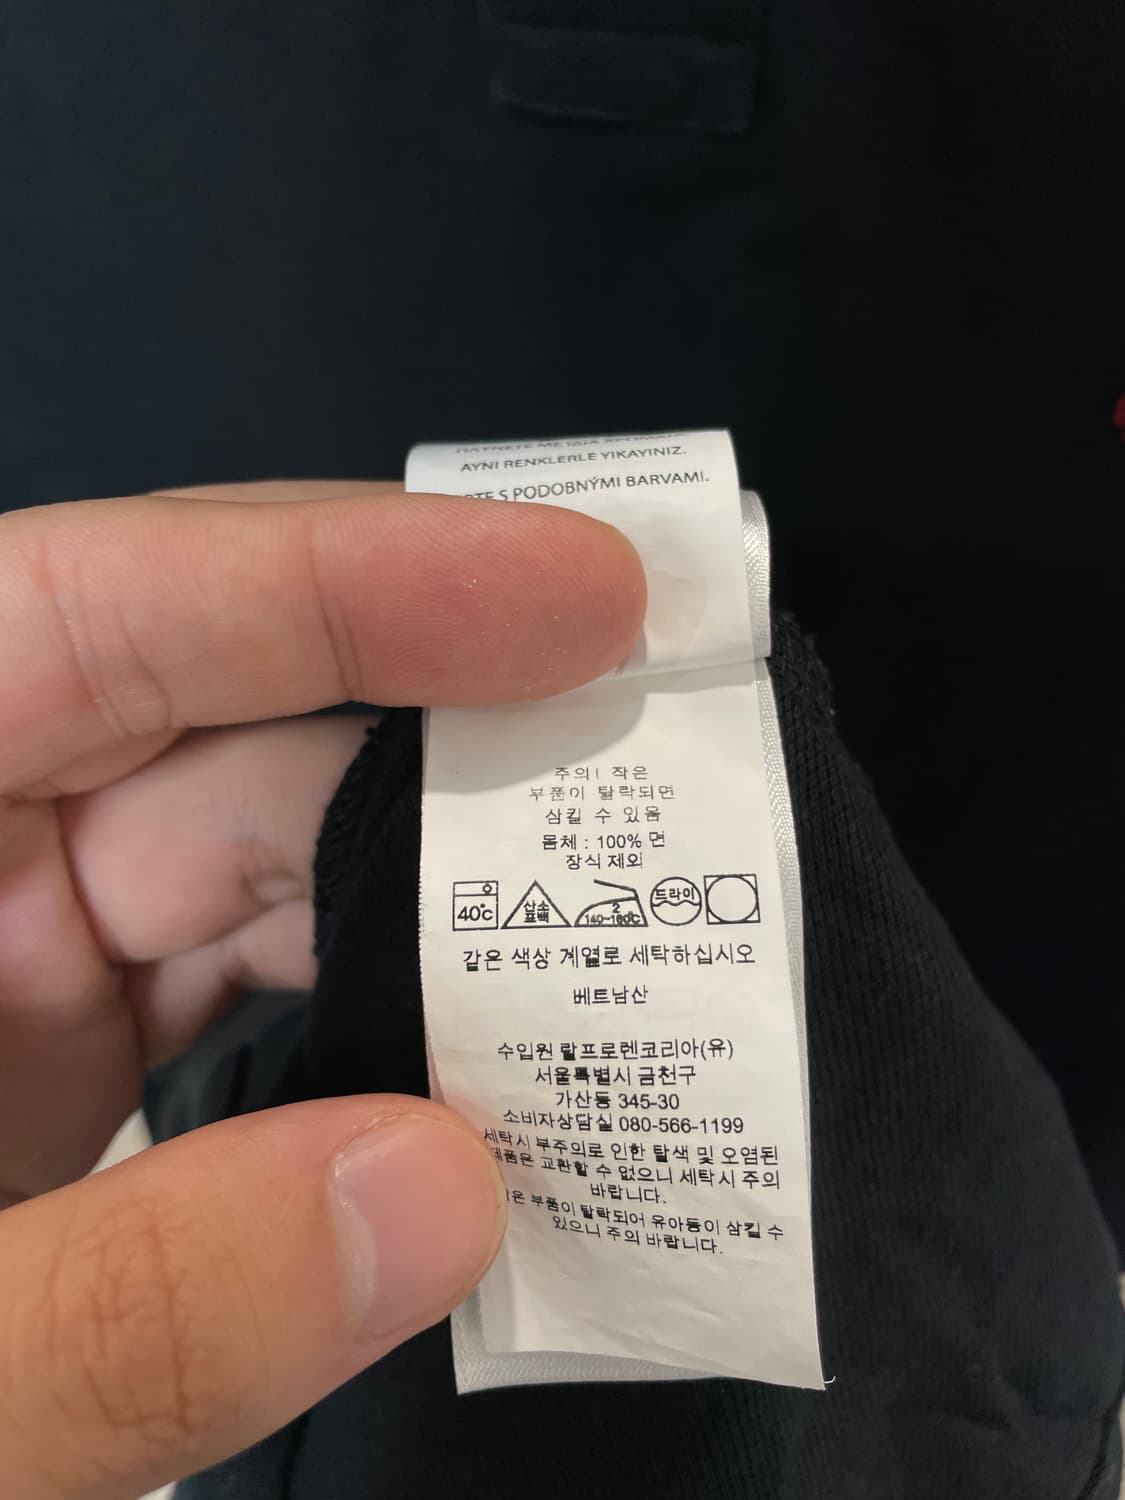 AYNI RENKLERLE YIKAYINIZ.
S PODOBNÝMI BARVAMI.
주의! 작은
부품이 탈락되면
삼킬 수 있음
몸체 : 100% 면
장식 제외
40℃
산소
표백
2
140~160℃
드라이
같은 색상 계열로 세탁하십시오
베트남산
수입원 랄프로렌코리아(유)
서울특별시 금천구
가산동 345-30
소비자상담실 080-566-1199
세탁시 부주의로 인한 탈색 및 오염된
제품은 교환할 수 없으니 세탁시 주의
바랍니다.
부품이 탈락되어 유아등이 삼킬 수
있으니 주의 바랍니다.